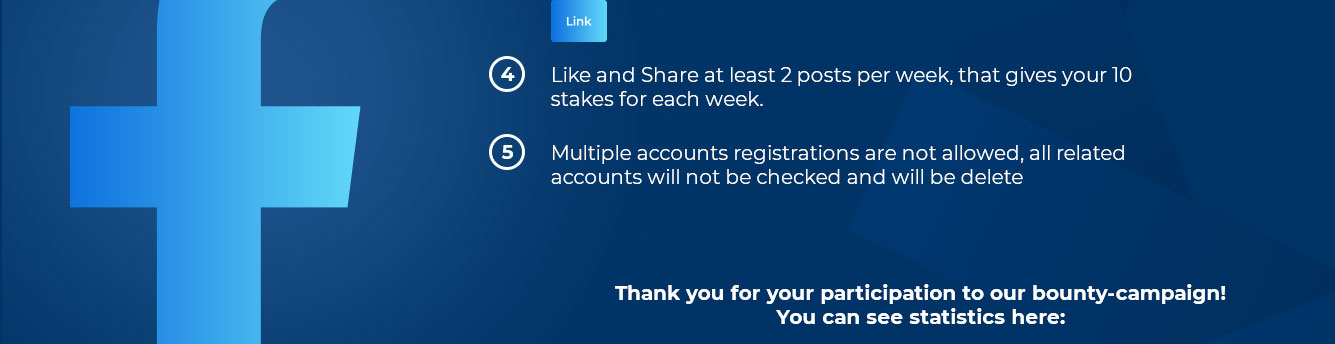 Link
4 Like and Share at least 2 posts per week, that gives your 10
stakes for each week.
5 Multiple accounts registrations are not allowed, all related
accounts will not be checked and will be delete
Thank you for your participation to our bounty-campaign!
You can see statistics here: